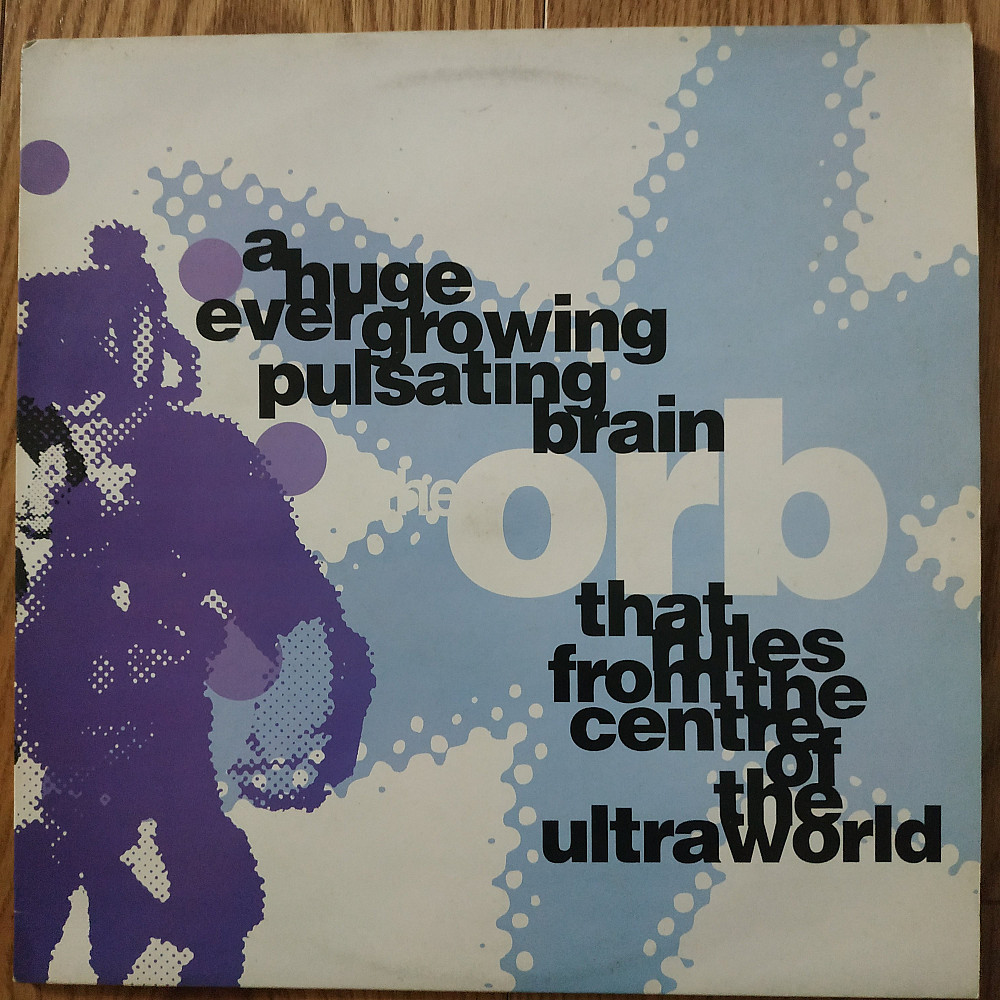 a
huge
evergrowing
pulsating
brain
the orb
that
rules
from the
centre
of
the
ultraworld